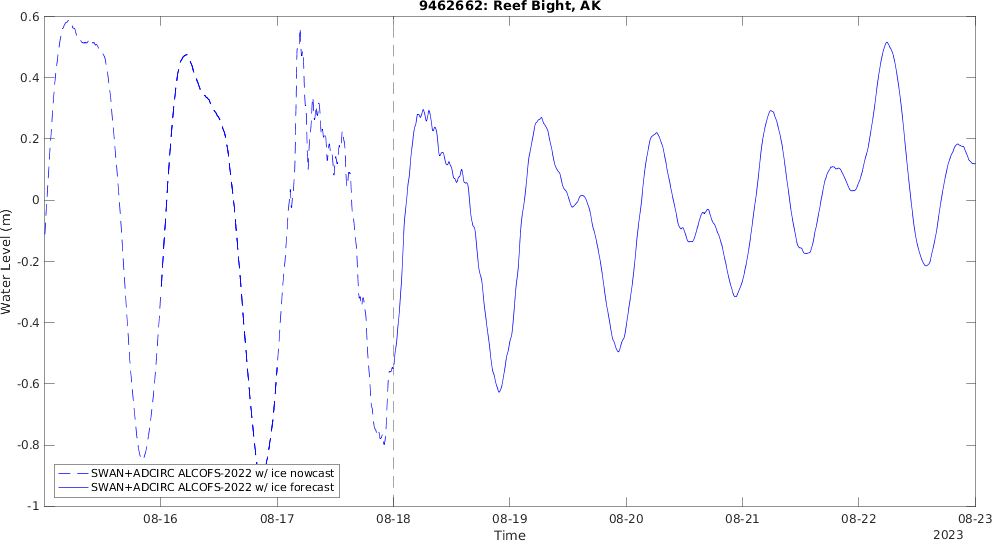 9462662: Reef Bight, AK
0.6
0.4
0.2
0
-0.2
-0.4
-0.6
-0.8
-1
Water Level (m)
SWAN+ADCIRC ALCOFS-2022 w/ ice nowcast
SWAN+ADCIRC ALCOFS-2022 w/ ice forecast
08-16 08-17 08-18 08-19 08-20 08-21 08-22 08-23
Time
2023